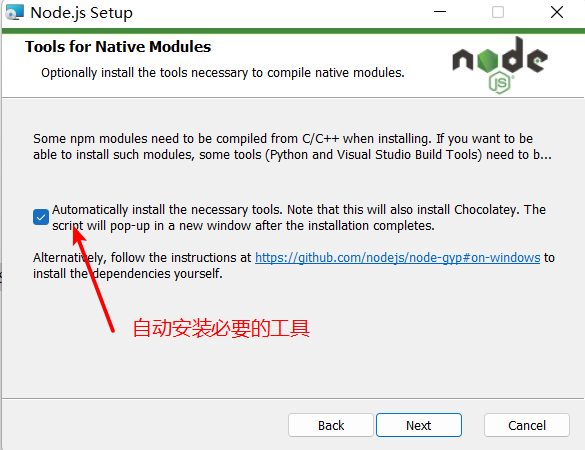 Node.js Setup
Tools for Native Modules
Optionally install the tools necessary to compile native modules.
node
JS
Some npm modules need to be compiled from C/C++ when installing. If you want to be
able to install such modules, some tools (Python and Visual Studio Build Tools) need to b...
Automatically install the necessary tools. Note that this will also install Chocolatey. The
script will pop-up in a new window after the installation completes.
Alternatively, follow the instructions at https://github.com/nodejs/node-gyp#on-windows to
install the dependencies yourself.
自动安装必要的工具
Back
Next
Cancel